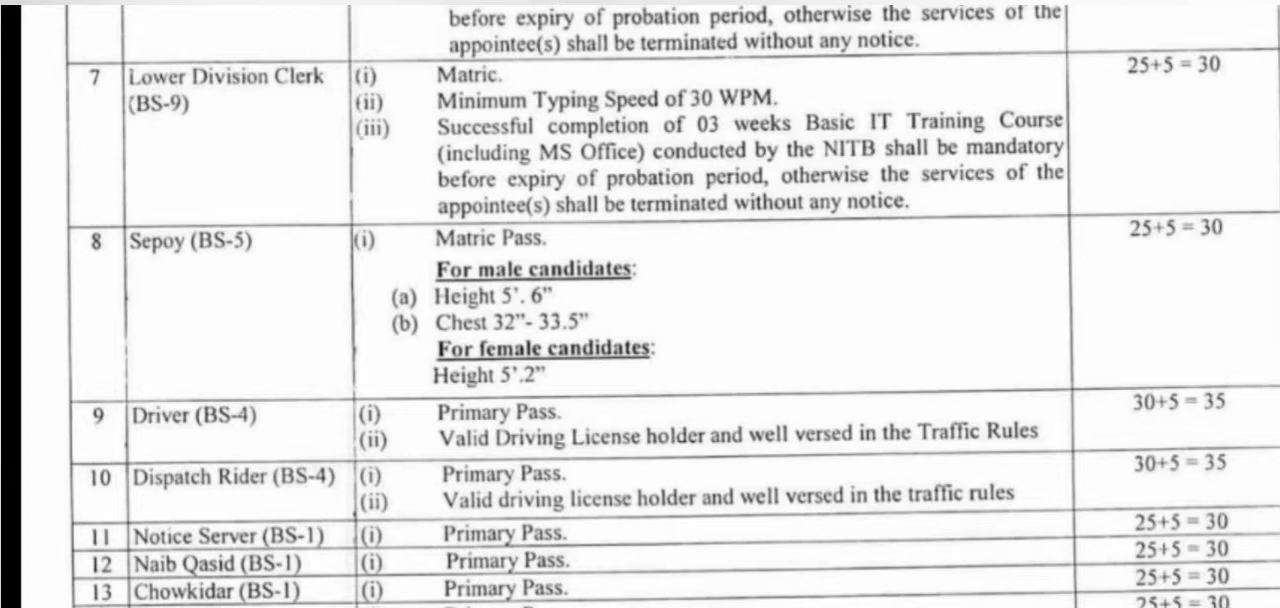 before expiry of probation period, otherwise the services of the
appointee(s) shall be terminated without any notice.
7 Lower Division Clerk (i) Matric. 25+5 = 30
(BS-9) (ii) Minimum Typing Speed of 30 WPM.
(iii) Successful completion of 03 weeks Basic IT Training Course
(including MS Office) conducted by the NITB shall be mandatory
before expiry of probation period, otherwise the services of the
appointee(s) shall be terminated without any notice.
8 Sepoy (BS-5) (i) Matric Pass. 25+5 = 30
For male candidates:
(a) Height 5'. 6"
(b) Chest 32"- 33.5"
For female candidates:
Height 5'.2"
9 Driver (BS-4) (i) Primary Pass. 30+5 = 35
(ii) Valid Driving License holder and well versed in the Traffic Rules
10 Dispatch Rider (BS-4) (i) Primary Pass. 30+5 = 35
(ii) Valid driving license holder and well versed in the traffic rules
11 Notice Server (BS-1) (i) Primary Pass. 25+5 = 30
12 Naib Qasid (BS-1) (i) Primary Pass. 25+5 = 30
13 Chowkidar (BS-1) (i) Primary Pass. 25+5 = 30
25+5 = 30